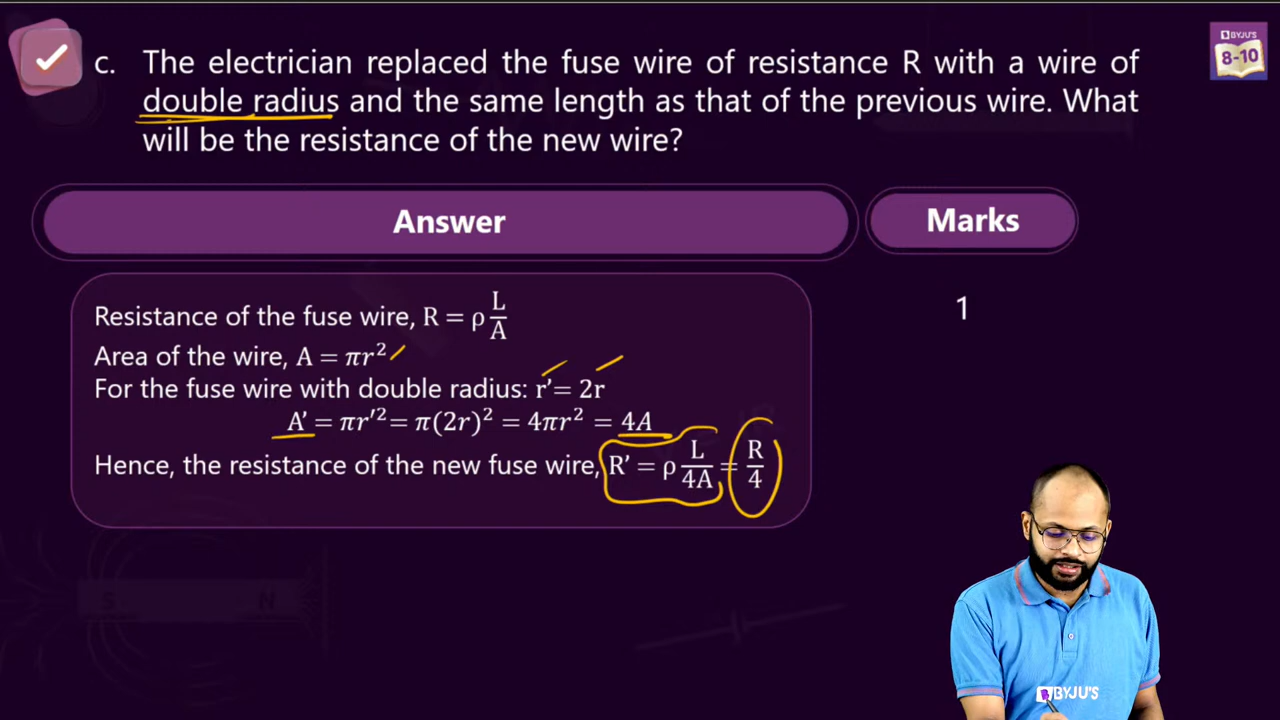 BYJU'S
8-10
c. The electrician replaced the fuse wire of resistance R with a wire of
double radius and the same length as that of the previous wire. What
will be the resistance of the new wire?
Answer
Marks
Resistance of the fuse wire, R = ρ L/A
1
Area of the wire, A = πr²
For the fuse wire with double radius: r'= 2r
A' = πr'²= π(2r)² = 4πr² = 4A
Hence, the resistance of the new fuse wire, R' = ρ L/4A = R/4
S N
BYJU'S